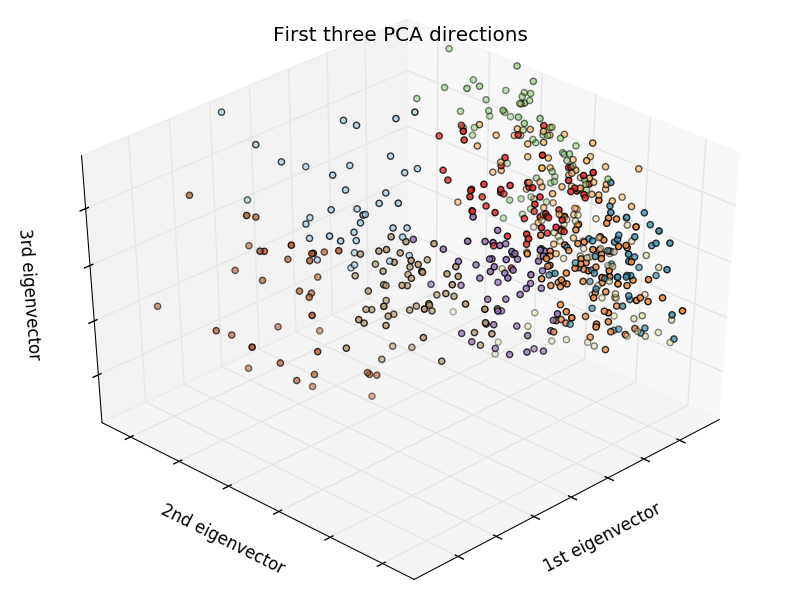 First three PCA directions
3rd eigenvector
2nd eigenvector
1st eigenvector